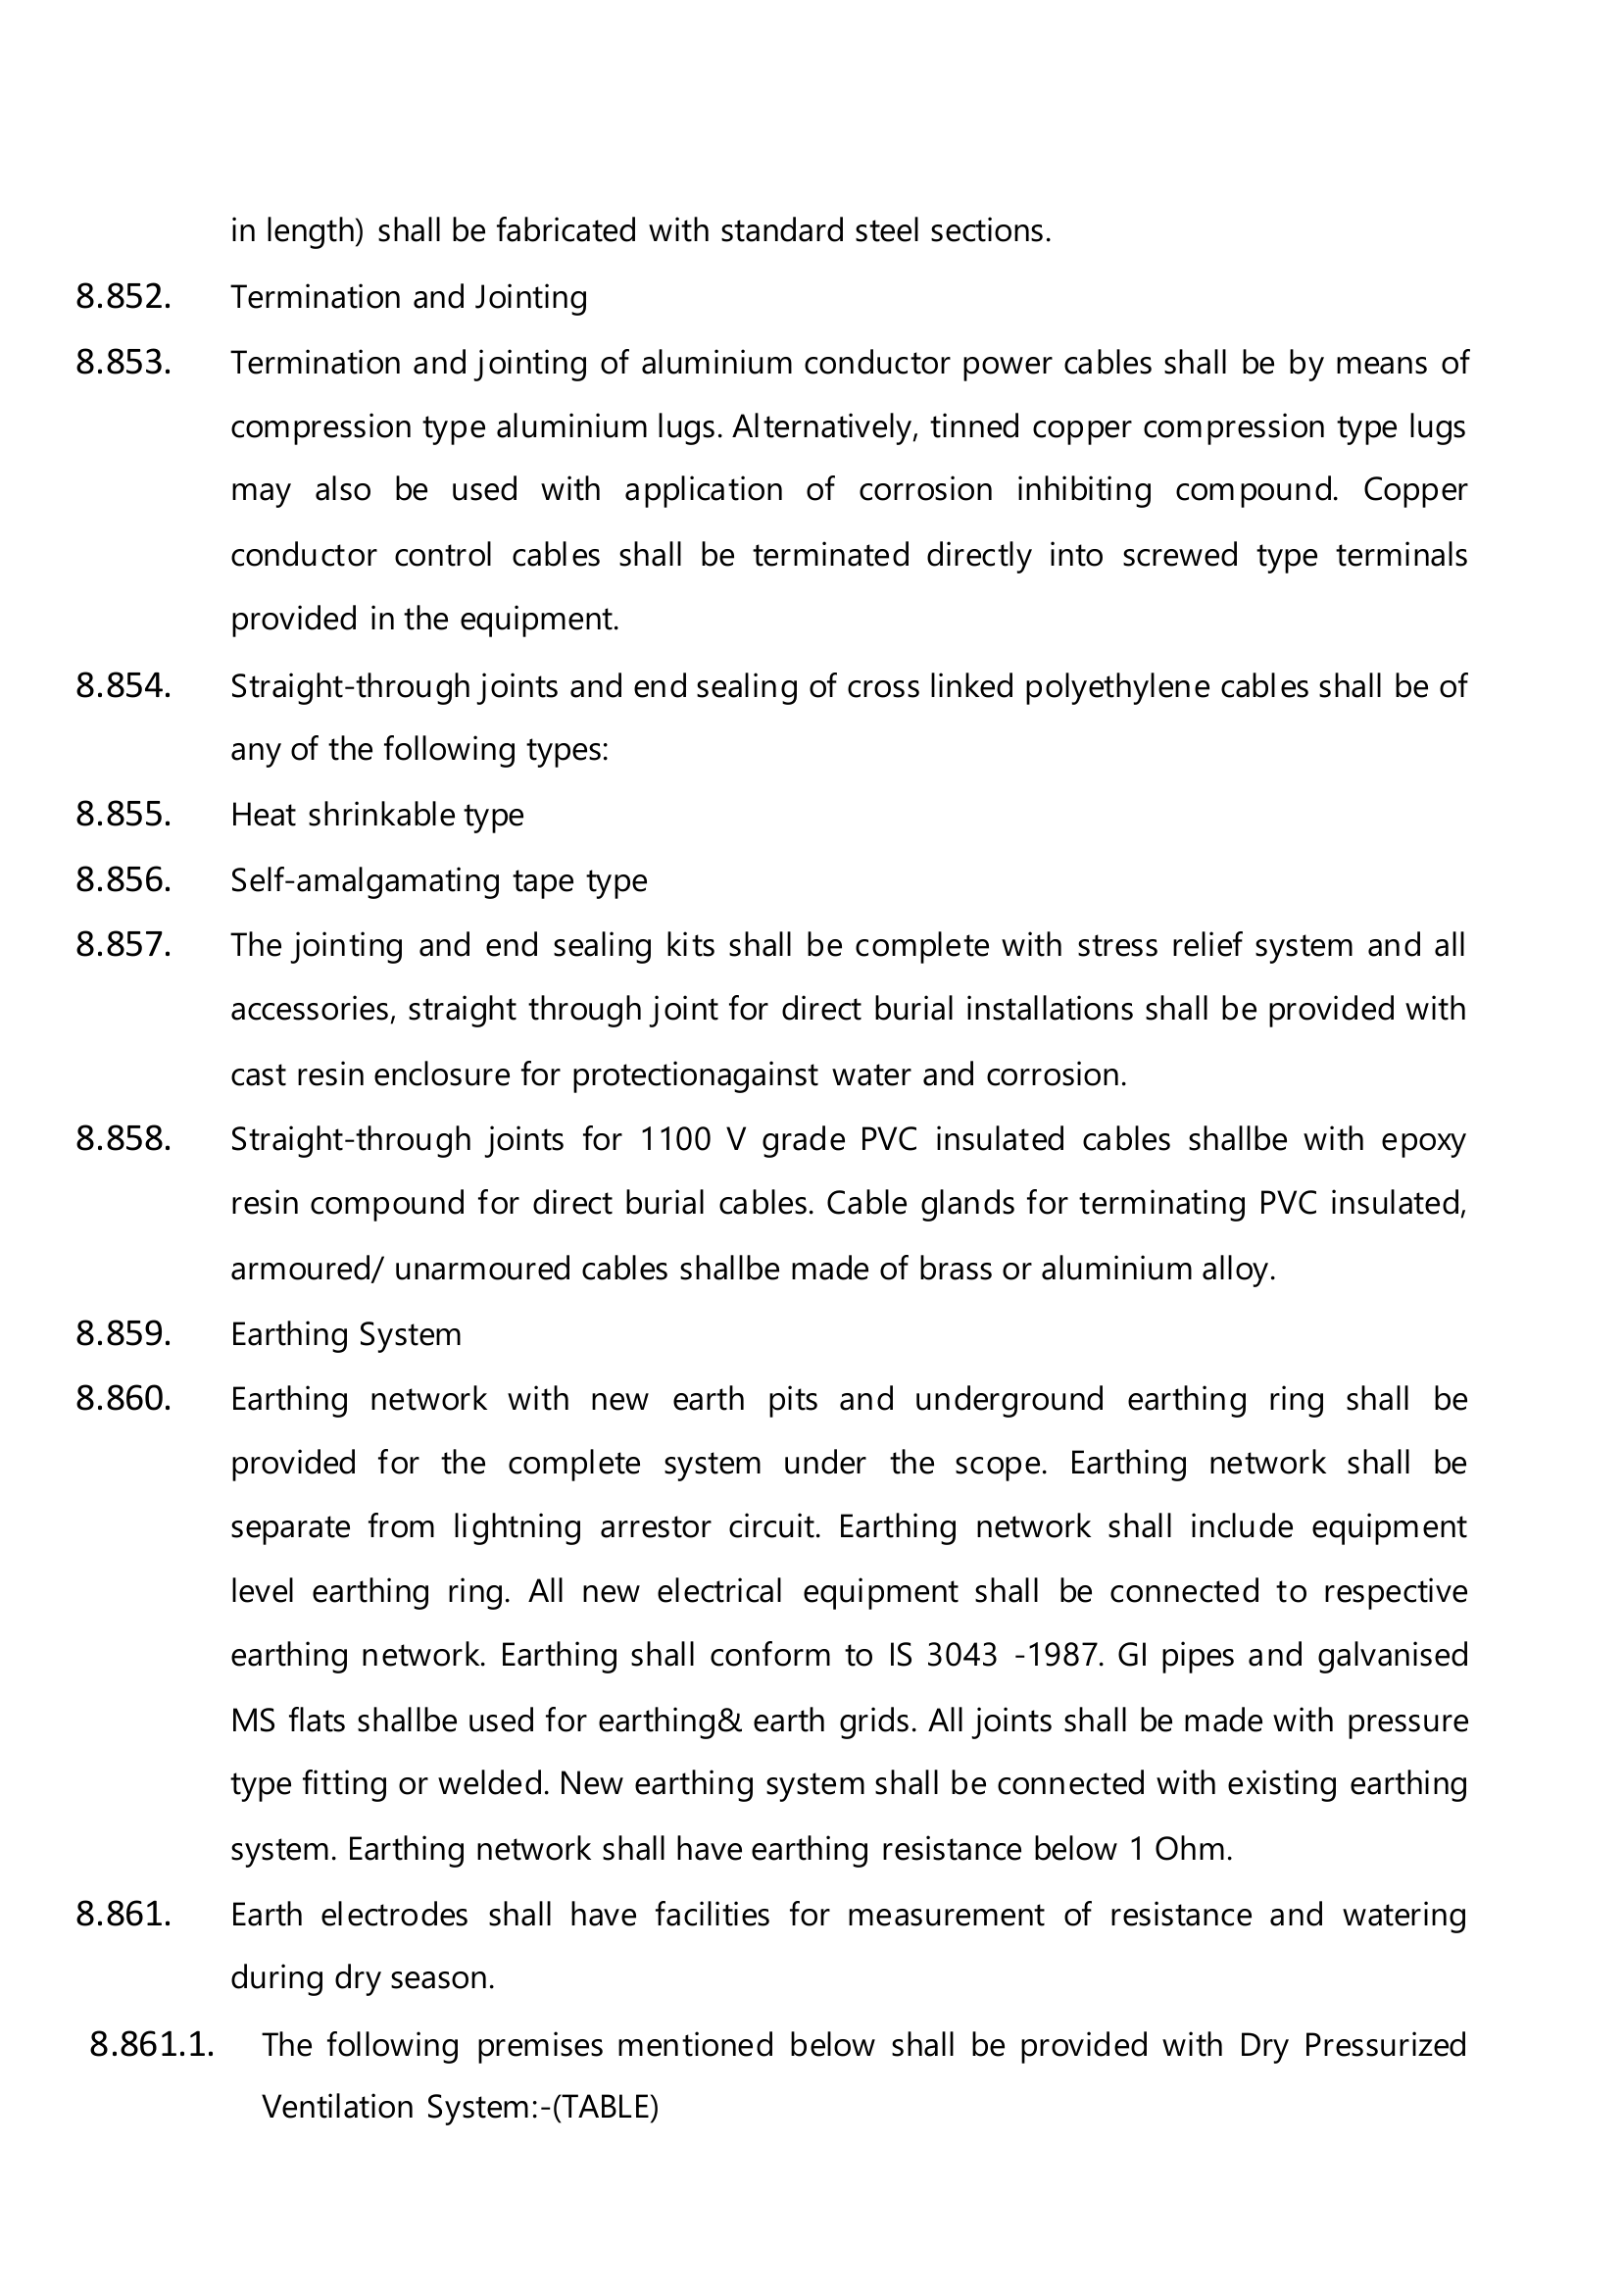 in length) shall be fabricated with standard steel sections.
8.852. Termination and Jointing
8.853. Termination and jointing of aluminium conductor power cables shall be by means of
compression type aluminium lugs. Alternatively, tinned copper compression type lugs
may also be used with application of corrosion inhibiting compound. Copper
conductor control cables shall be terminated directly into screwed type terminals
provided in the equipment.
8.854. Straight-through joints and end sealing of cross linked polyethylene cables shall be of
any of the following types:
8.855. Heat shrinkable type
8.856. Self-amalgamating tape type
8.857. The jointing and end sealing kits shall be complete with stress relief system and all
accessories, straight through joint for direct burial installations shall be provided with
cast resin enclosure for protectionagainst water and corrosion.
8.858. Straight-through joints for 1100 V grade PVC insulated cables shallbe with epoxy
resin compound for direct burial cables. Cable glands for terminating PVC insulated,
armoured/ unarmoured cables shallbe made of brass or aluminium alloy.
8.859. Earthing System
8.860. Earthing network with new earth pits and underground earthing ring shall be
provided for the complete system under the scope. Earthing network shall be
separate from lightning arrestor circuit. Earthing network shall include equipment
level earthing ring. All new electrical equipment shall be connected to respective
earthing network. Earthing shall conform to IS 3043 -1987. GI pipes and galvanised
MS flats shallbe used for earthing& earth grids. All joints shall be made with pressure
type fitting or welded. New earthing system shall be connected with existing earthing
system. Earthing network shall have earthing resistance below 1 Ohm.
8.861. Earth electrodes shall have facilities for measurement of resistance and watering
during dry season.
8.861.1. The following premises mentioned below shall be provided with Dry Pressurized
Ventilation System:-(TABLE)